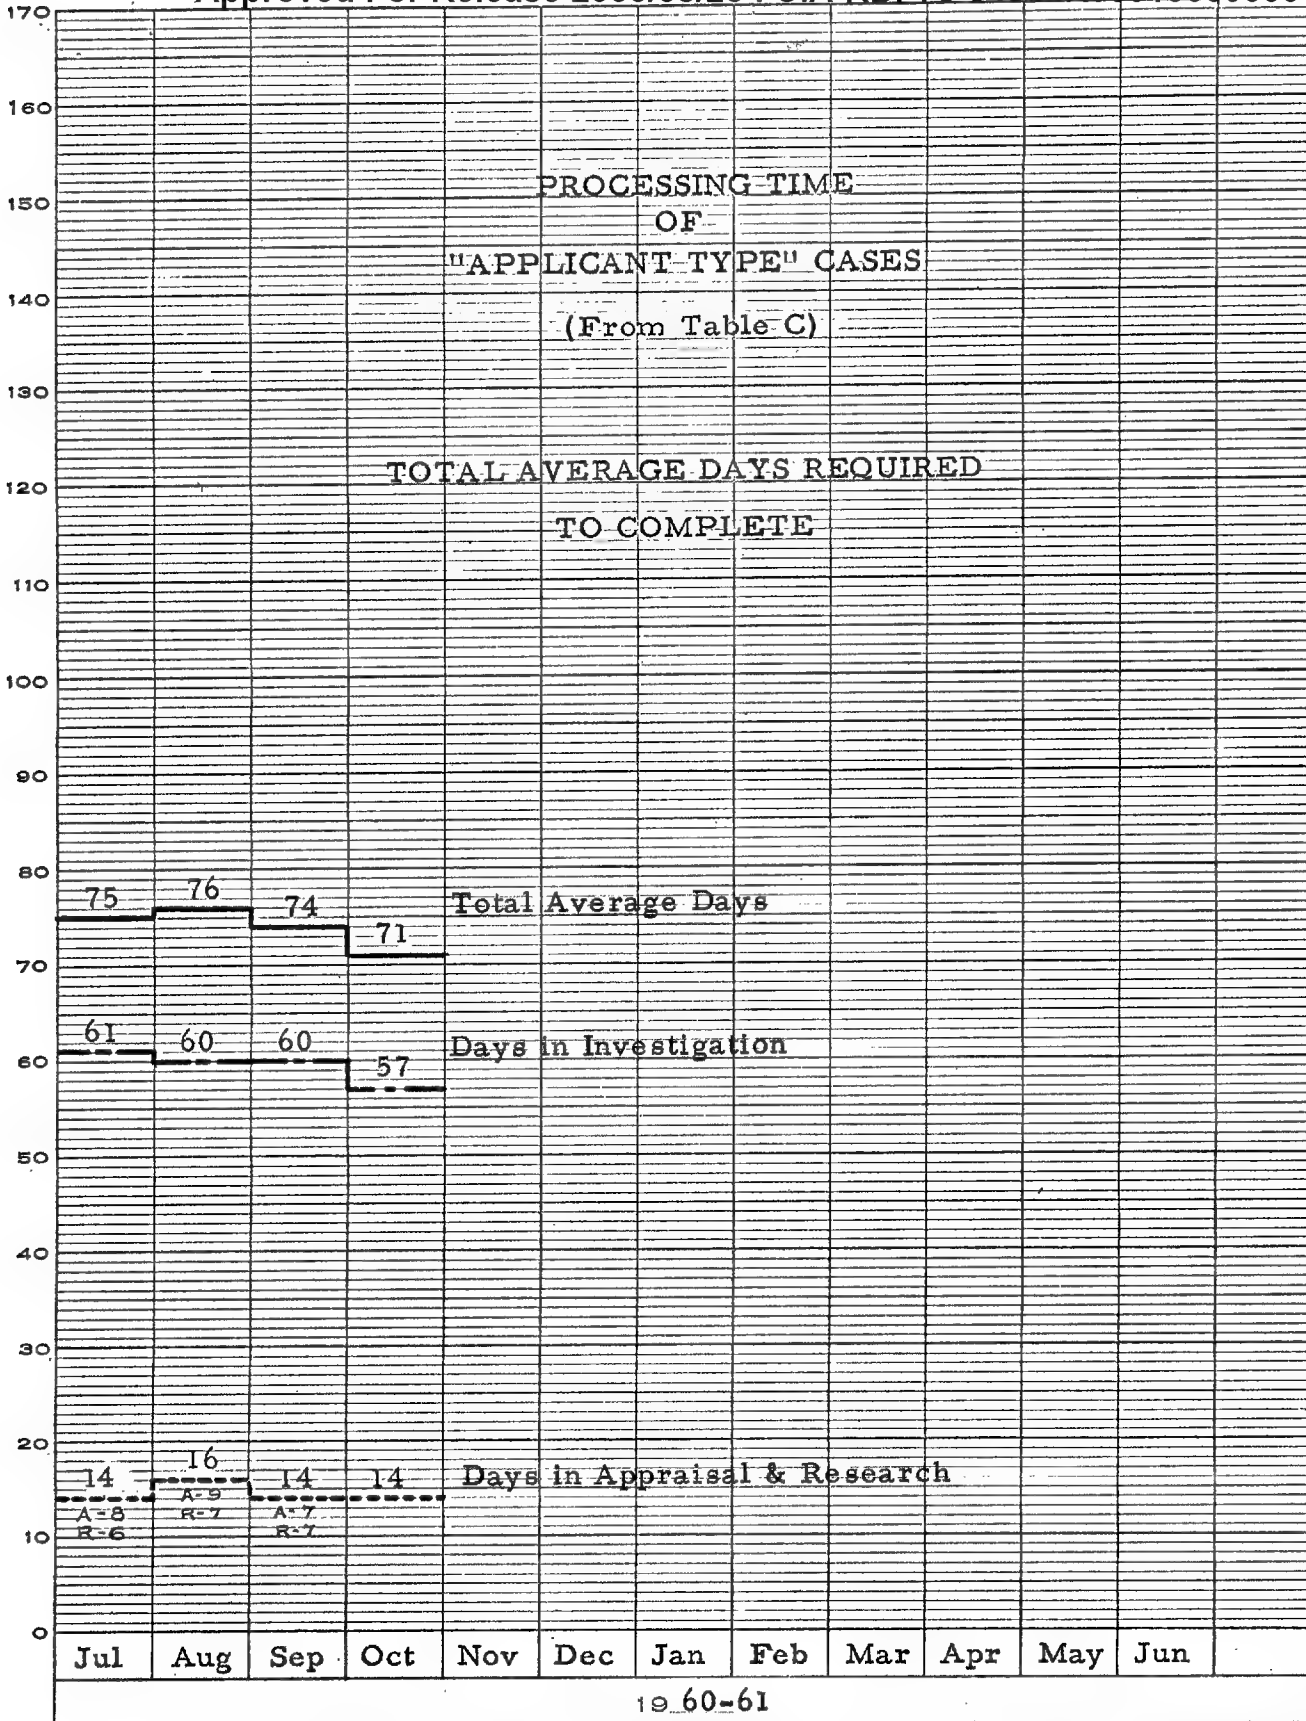 Approved For Release
170
160
150
140
130
120
110
100
90
80
70
60
50
40
30
20
10
0
PROCESSING TIME
OF
"APPLICANT TYPE" CASES
(From Table C)
TOTAL AVERAGE DAYS REQUIRED
TO COMPLETE
75 76 74 71 Total Average Days
61 60 60 57 Days in Investigation
14 16 14 14 Days in Appraisal & Research
A-8 A-9 A-7
R-6 R-7 R-7
Jul Aug Sep Oct Nov Dec Jan Feb Mar Apr May Jun
19 60-61